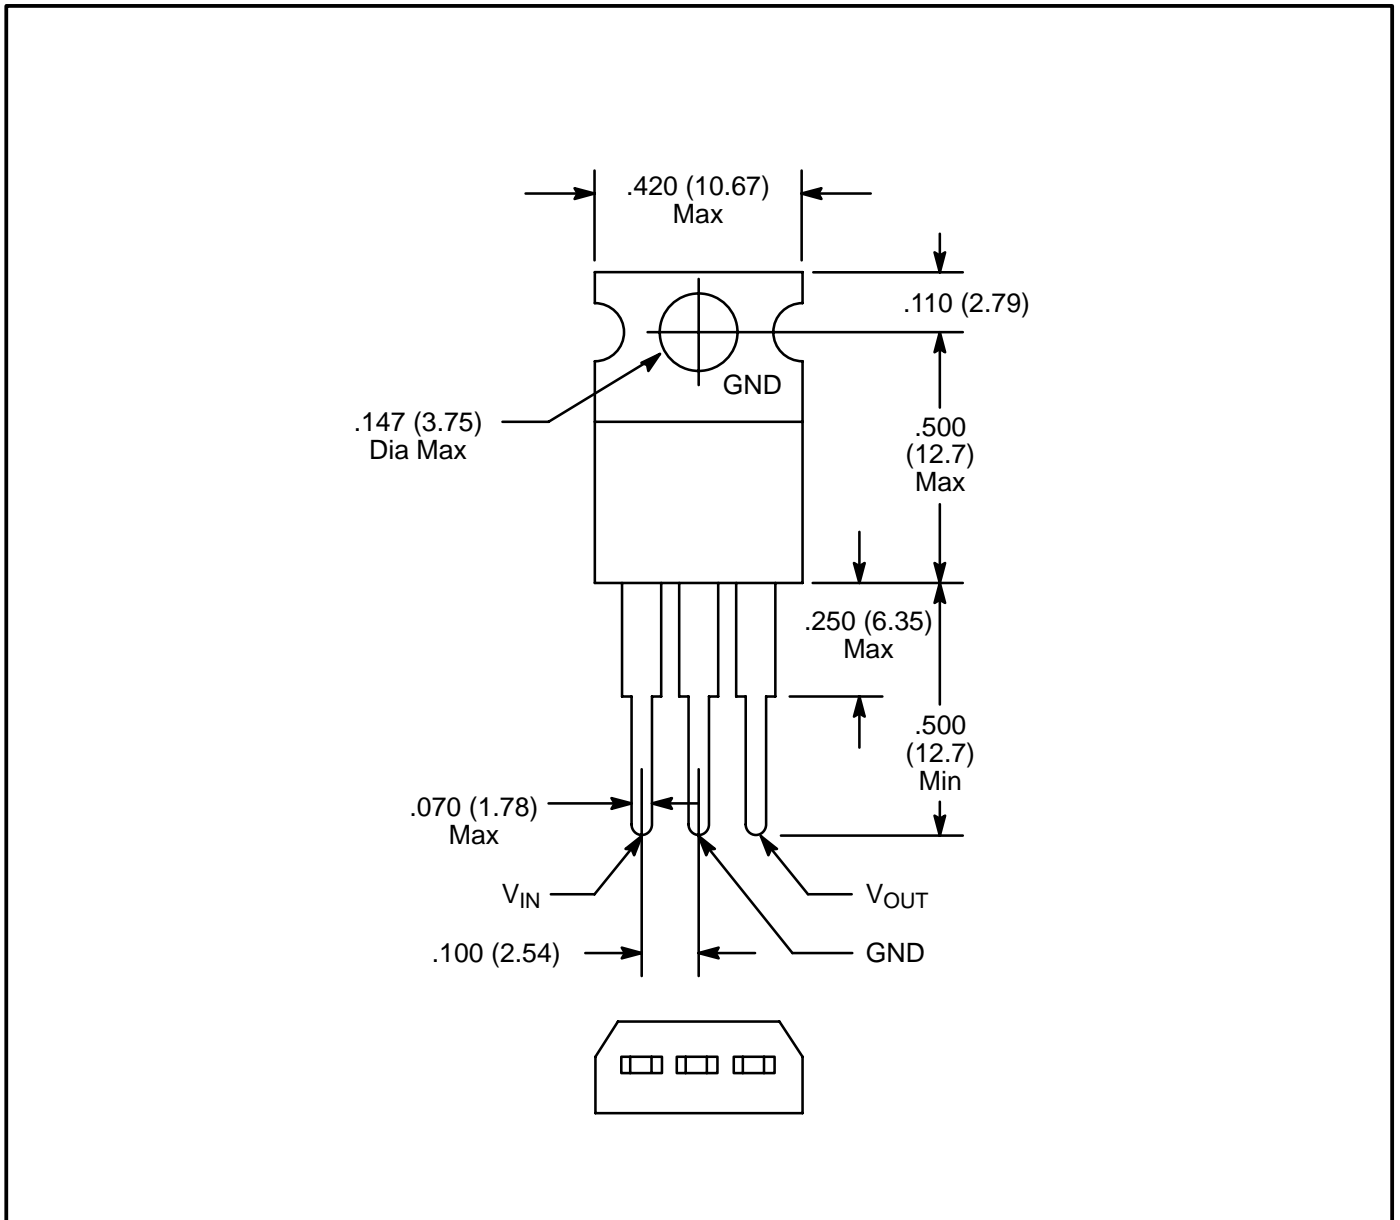 .420 (10.67)
Max
.110 (2.79)
GND
.147 (3.75)
Dia Max
.500
(12.7)
Max
.250 (6.35)
Max
.500
(12.7)
Min
.070 (1.78)
Max
VIN
VOUT
.100 (2.54)
GND